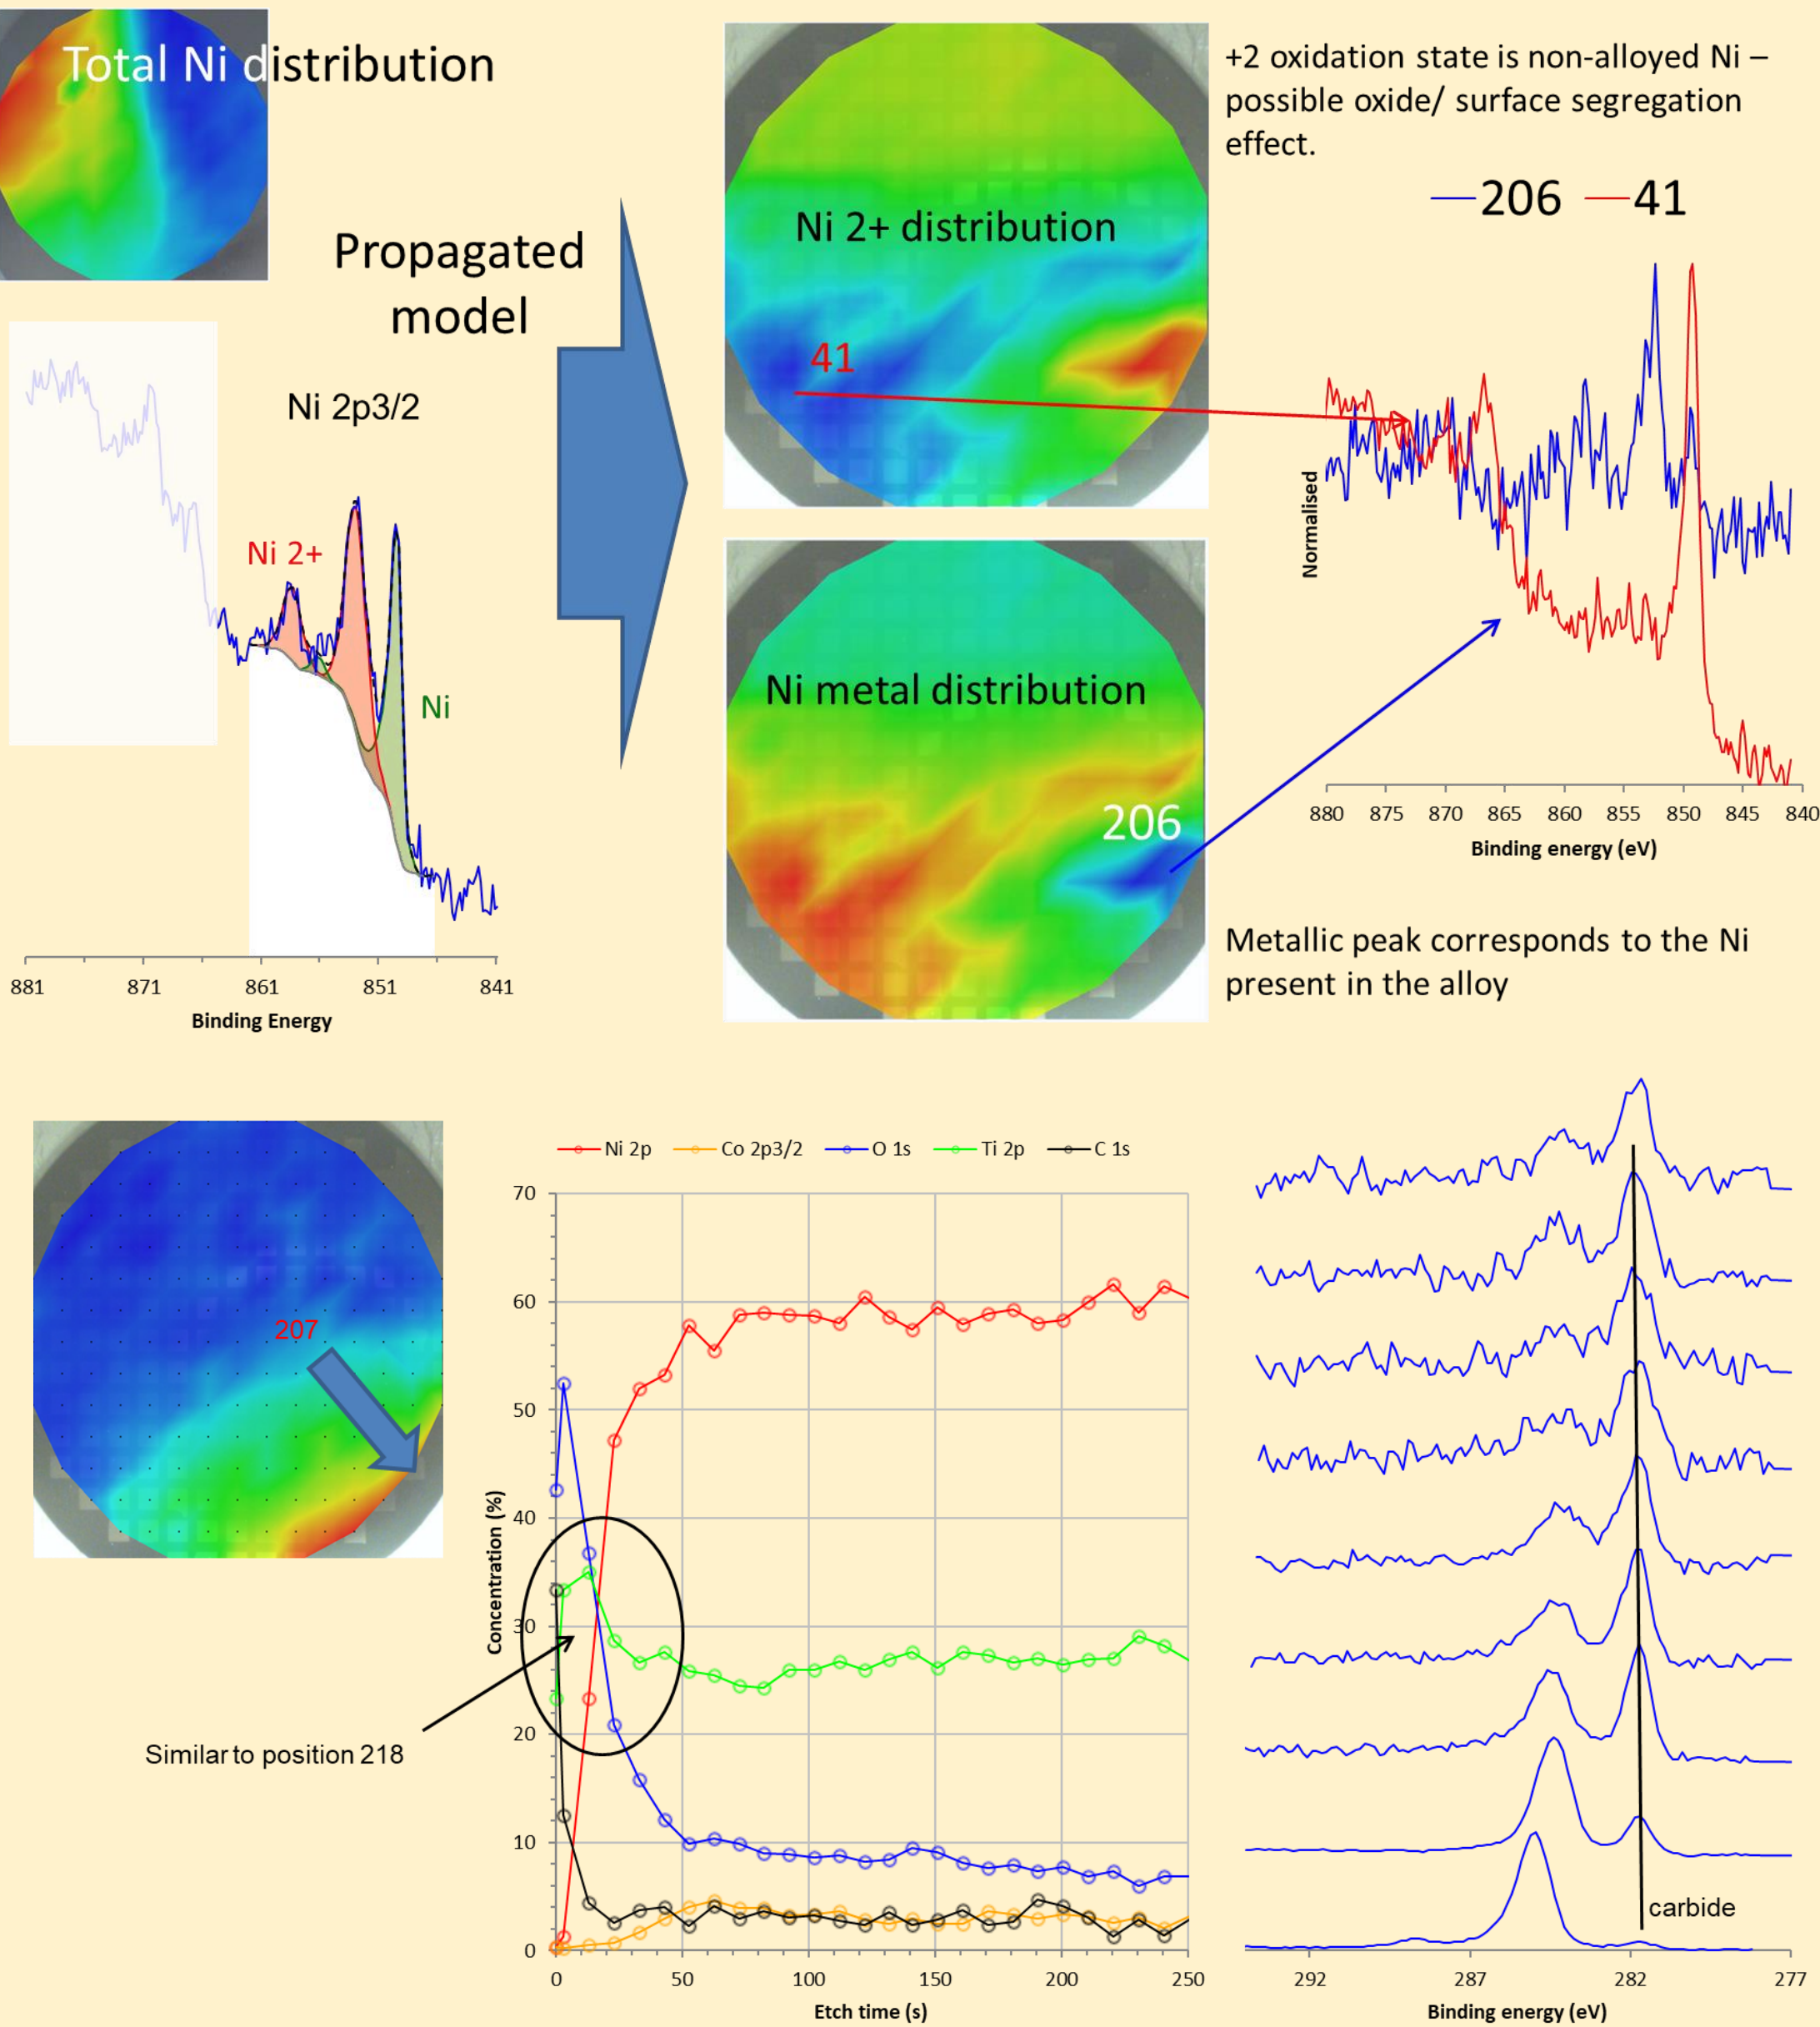 Total Ni distribution
+2 oxidation state is non-alloyed Ni –
possible oxide/ surface segregation
effect.
206 41
Propagated
model
Ni 2+ distribution
41
Ni 2p3/2
Ni 2+
Ni
881 871 861 851 841
Binding Energy
Normalised
880 875 870 865 860 855 850 845 840
Binding energy (eV)
Ni metal distribution
206
Metallic peak corresponds to the Ni
present in the alloy
207
Similar to position 218
Ni 2p Co 2p3/2 O 1s Ti 2p C 1s
70
60
50
40
30
20
10
0
Concentration (%)
0 50 100 150 200 250
Etch time (s)
carbide
292 287 282 277
Binding energy (eV)